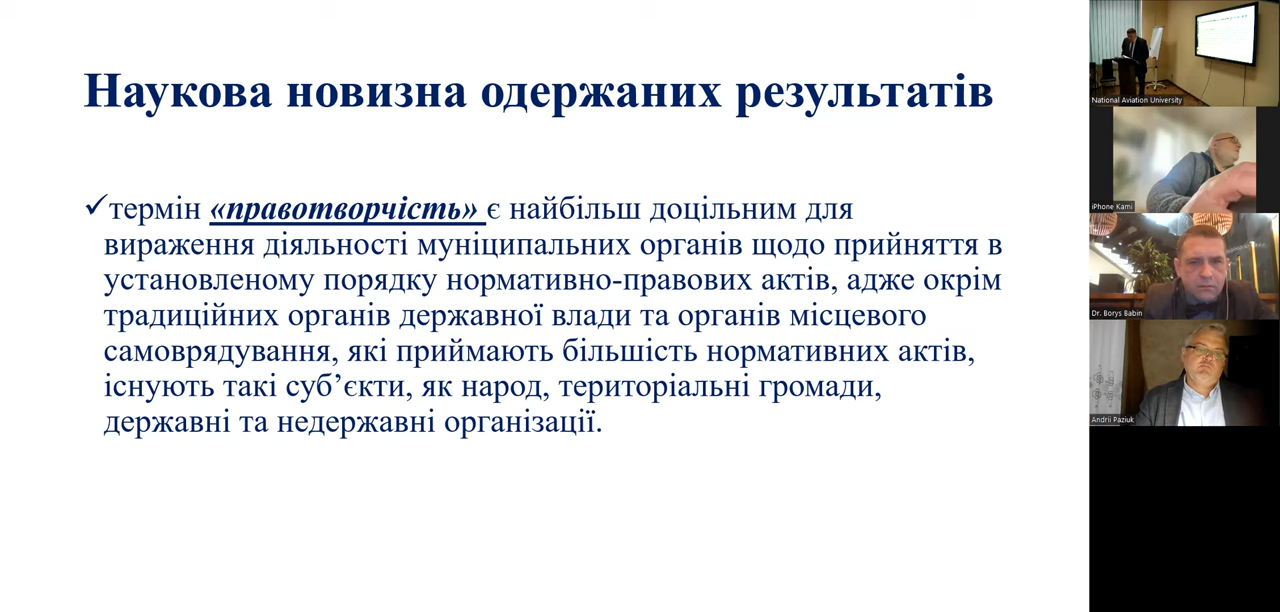 Наукова новизна одержаних результатів
✓термін «правотворчість» є найбільш доцільним для
вираження діяльності муніципальних органів щодо прийняття в
установленому порядку нормативно-правових актів, адже окрім
традиційних органів державної влади та органів місцевого
самоврядування, які приймають більшість нормативних актів,
існують такі суб’єкти, як народ, територіальні громади,
державні та недержавні організації.
National Aviation University
iPhone Kami
Dr. Borys Babin
Andrii Paziuk